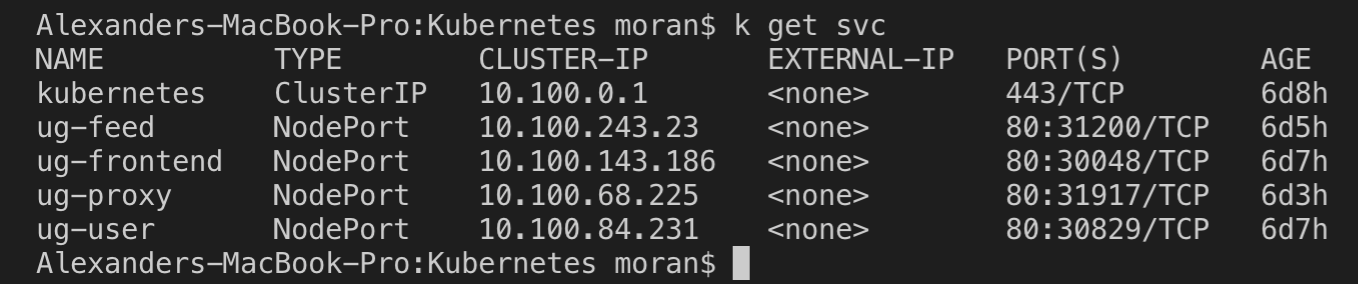 Alexanders-MacBook-Pro:Kubernetes moran$ k get svc
NAME TYPE CLUSTER-IP EXTERNAL-IP PORT(S) AGE
kubernetes ClusterIP 10.100.0.1 <none> 443/TCP 6d8h
ug-feed NodePort 10.100.243.23 <none> 80:31200/TCP 6d5h
ug-frontend NodePort 10.100.143.186 <none> 80:30048/TCP 6d7h
ug-proxy NodePort 10.100.68.225 <none> 80:31917/TCP 6d3h
ug-user NodePort 10.100.84.231 <none> 80:30829/TCP 6d7h
Alexanders-MacBook-Pro:Kubernetes moran$